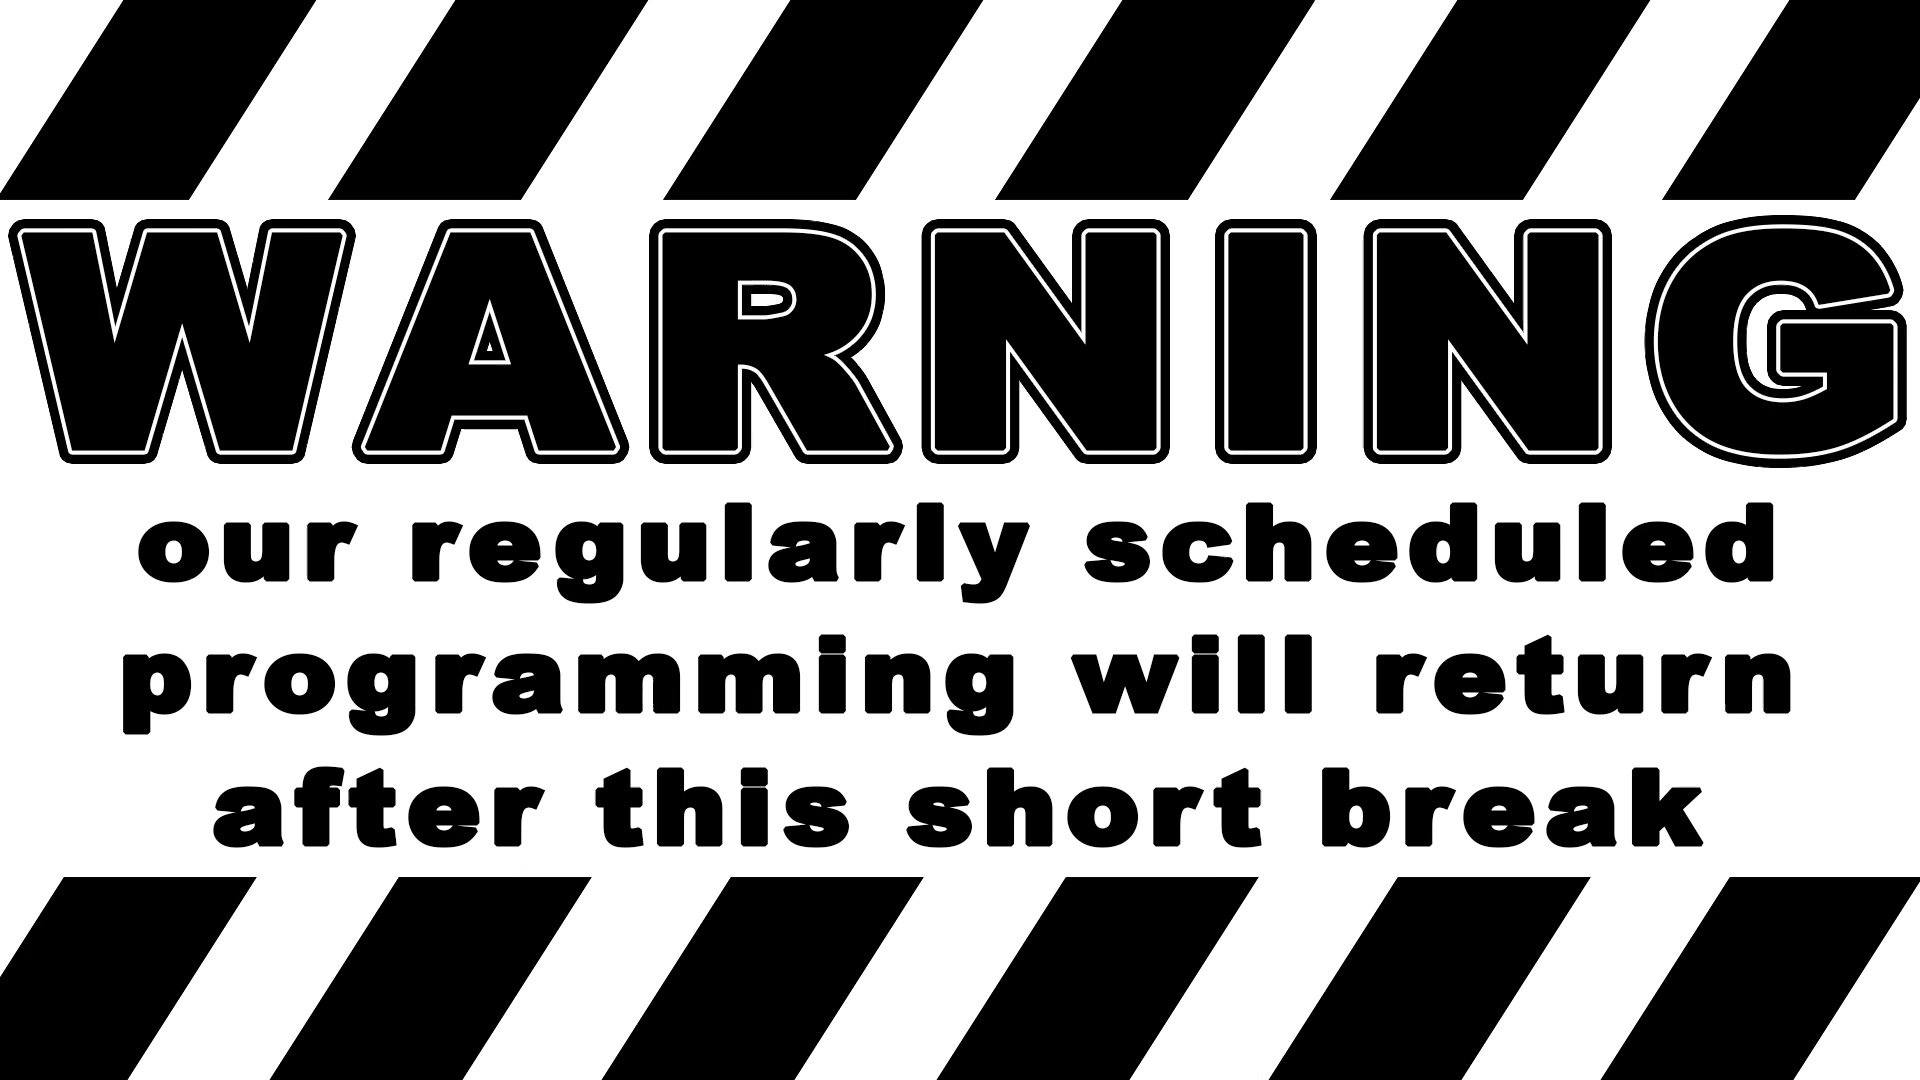 WARNING
our regularly scheduled
programming will return
after this short break